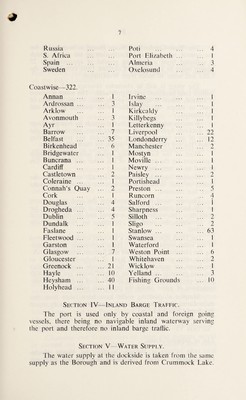 7
Russia ... ... ... Poti ... ... ... 4
S. Africa ... ... Port Elizabeth ... ... 1
Spain ... ... ... Almeria ... ... 3
Sweden ... ... Oxelosund ... ... 4
Coastwise—322.
Annan ... ... 1 Irvine ... ... ... 1
Ardrossan ... ... 3 Islay ... ... ... 1
Arklow ... ... 1 Kirkcaldy ... ... 1
Avonmouth ... 3 Killybegs ... ... 1
Ayr ... ... 1 Letterkenny ... ... 1
Barrow ... ... 7 Liverpool ... ... 22
Belfast ... ... 35 Londonderry ... ... 12
Birkenhead ... 6 Manchester ... ... 2
Bridgewater ... 1 Mostyn ... ... 1
Buncrana ... ... 1 Moville ... ... ... 1
Cardiff ... ... 1 Newry ... ... ... 1
Castletown ... 2 Paisley ... ... ... 2
Coleraine ... ... 1 Portishead ... ... 1
Connah's Quay ... 2 Preston ... ... ... 5
Cork ... ... 1 Runcorn ... ... 4
Douglas ... ... 4 Salford ... ... ... 1
Drogheda ... ... 4 Sharpness ... ... 1
Dublin ... ... 5 Silloth ... ... ... 2
Dundalk ... ... 1 Sligo ... ... ... 2
Faslane ... ... 1 Stanlow ... ... ... 63
Fleetwood ... ... 1 Swansea ... ... 1
Garston ... ... 1 Waterford ... ... 1
Glasgow ... ... 7 Weston Point ... ... 6
Gloucester ... 1 Whitehaven ... ... 2
Greenock ... ... 21 Wicklow ... ... 1
Hayle ... ... 10 Yelland ... ... ... 3
Heysham ... ... 40 Fishing Grounds ... 10
Holyhead ... ... 11
Section IV—Inland Barge Traffic.
The port is used only by coastal and foreign going
vessels, there being no navigable inland waterway serving
the port and therefore no inland barge traffic.
Section V—Water Supply.
The water supply at the dockside is taken from the same
supply as the Borough and is derived from Crummock Lake.